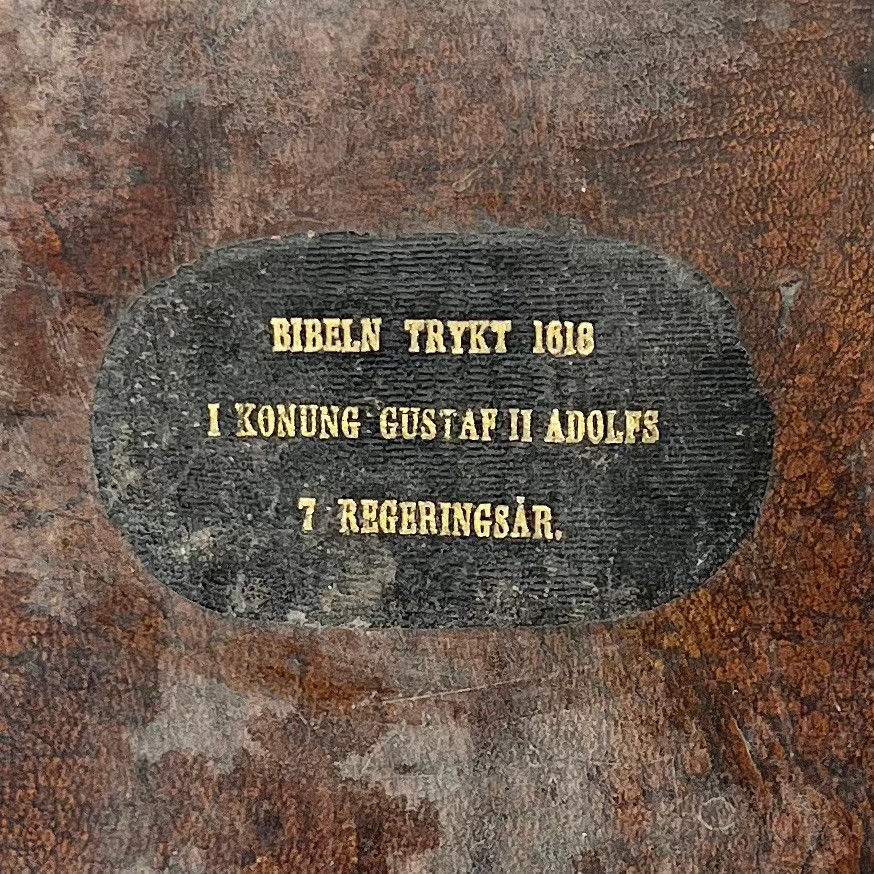 BIBELN TRYKT 1618
I KONUNG GUSTAF II ADOLFS
7 REGERINGSÅR.